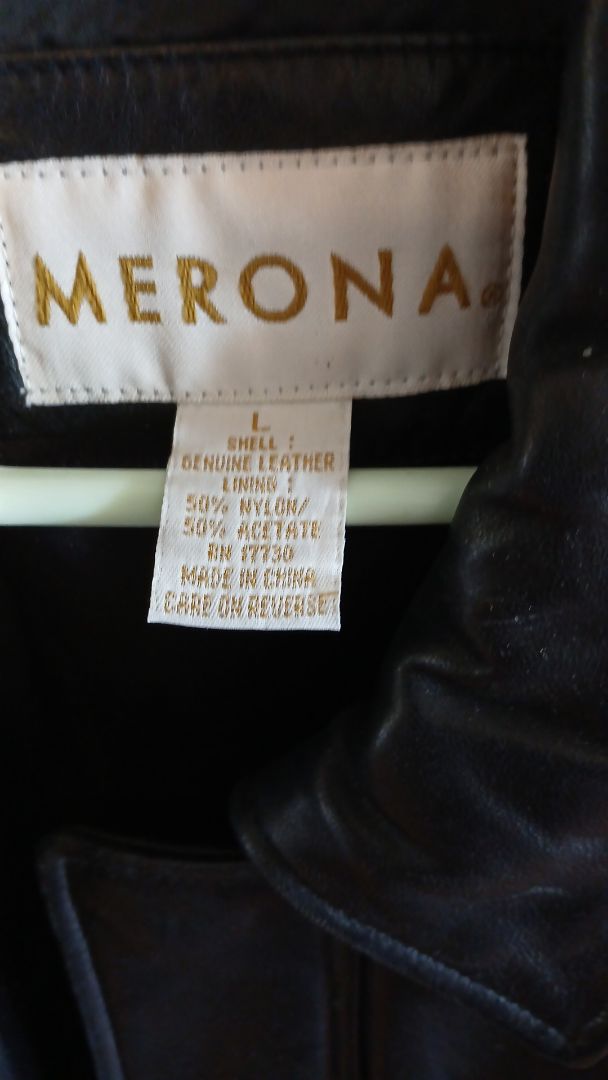 MERONA®
L
SHELL :
GENUINE LEATHER
LINING :
50% NYLON/
50% ACETATE
RN 17730
MADE IN CHINA
CARE ON REVERSE